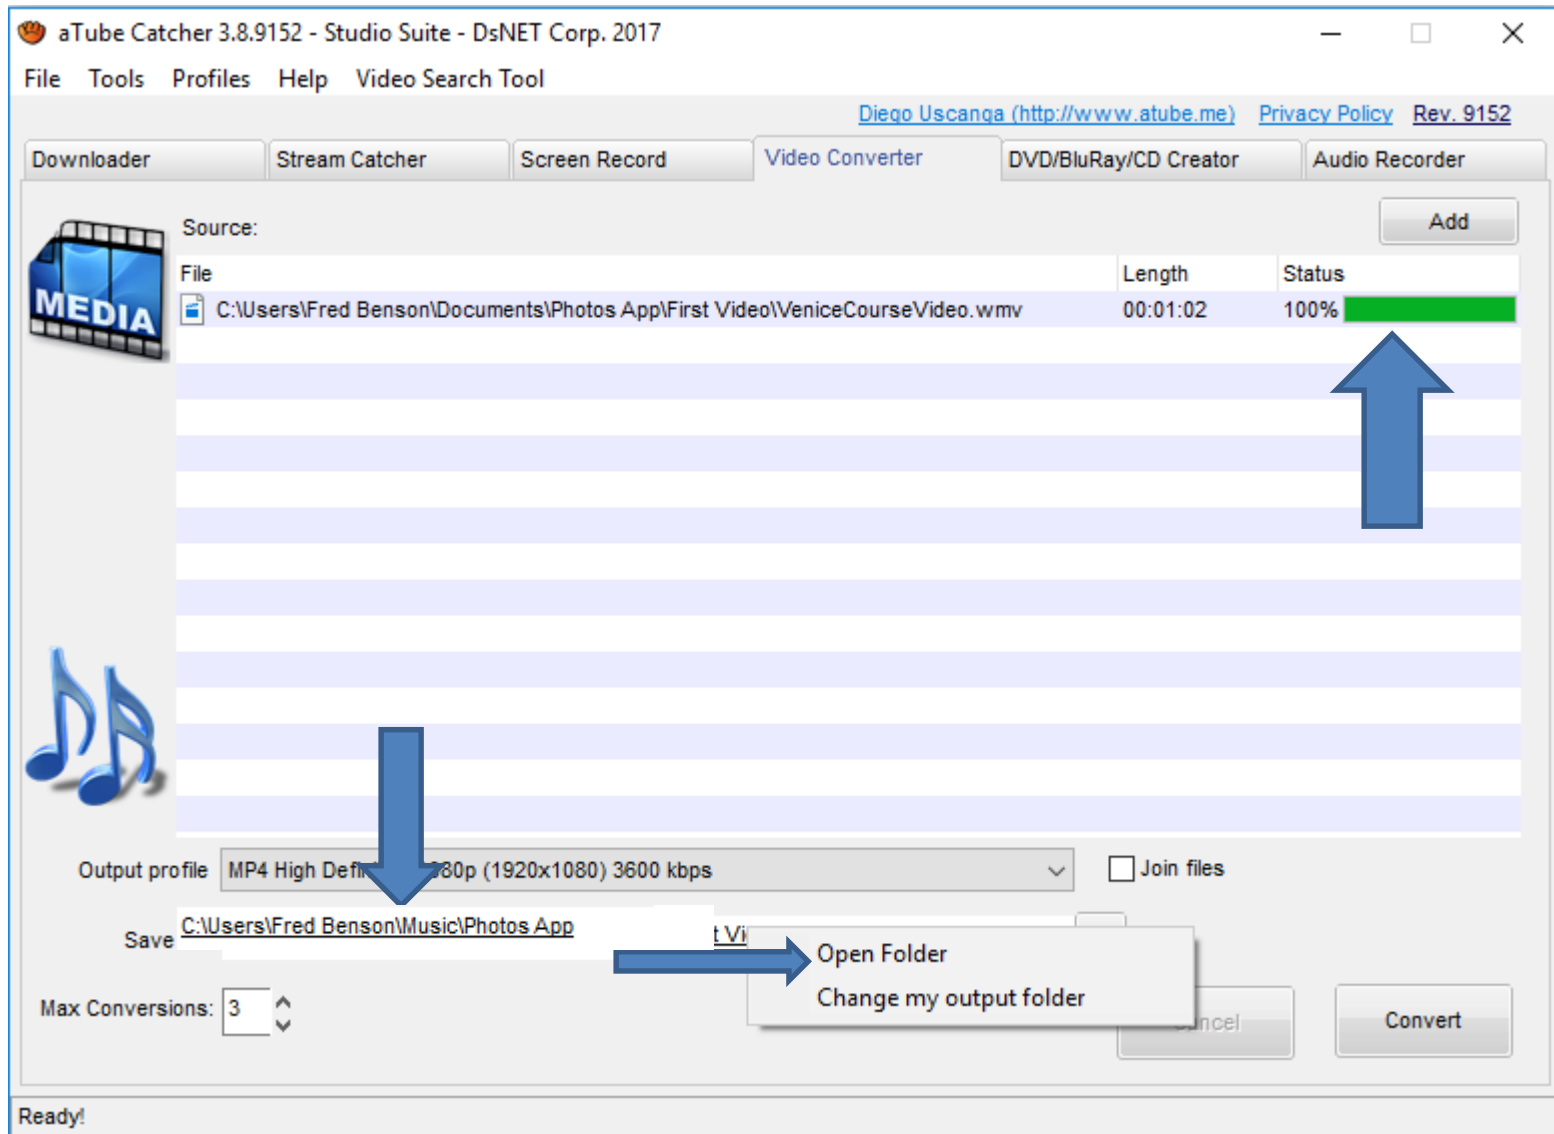 aTube Catcher 3.8.9152 - Studio Suite - DsNET Corp. 2017
File Tools Profiles Help Video Search Tool
Diego Uscanga (http://www.atube.me) Privacy Policy Rev. 9152
Downloader Stream Catcher Screen Record Video Converter DVD/BluRay/CD Creator Audio Recorder
MEDIA
Source: Add
File Length Status
C:\Users\Fred Benson\Documents\Photos App\First Video\VeniceCourseVideo.wmv 00:01:02 100%
Output profile MP4 High 1080p (1920x1080) 3600 kbps Join files
Save C:\Users\Fred Benson\Music\Photos App
Open Folder
Change my output folder
Max Conversions: 3
Cancel Convert
Ready!